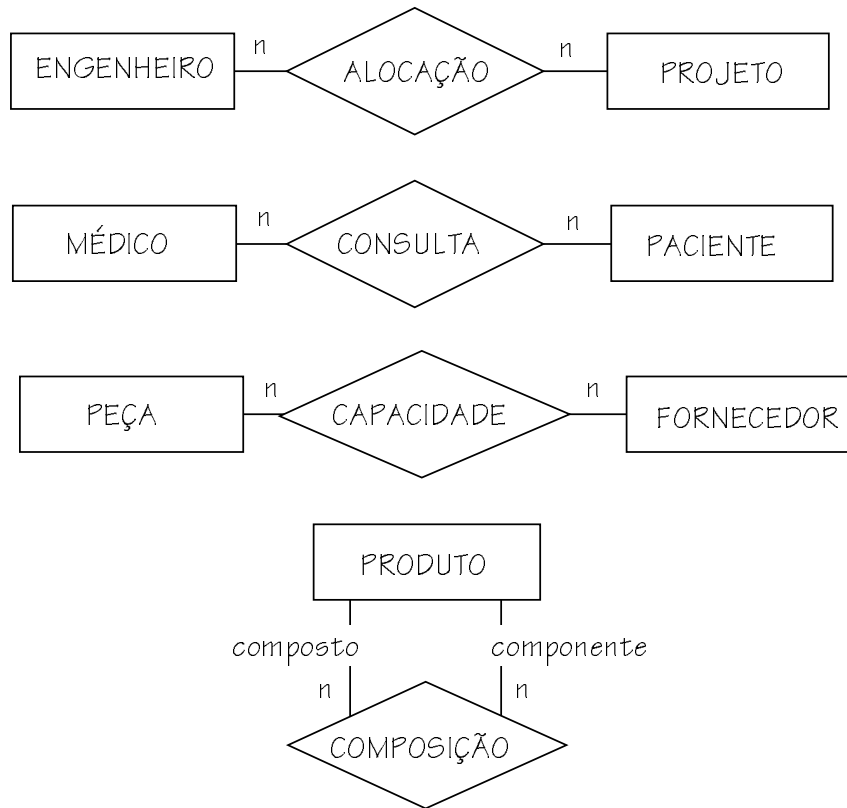 n n
ENGENHEIRO ALOCAÇÃO PROJETO
n n
MÉDICO CONSULTA PACIENTE
n n
PEÇA CAPACIDADE FORNECEDOR
PRODUTO
composto componente
n n
COMPOSIÇÃO